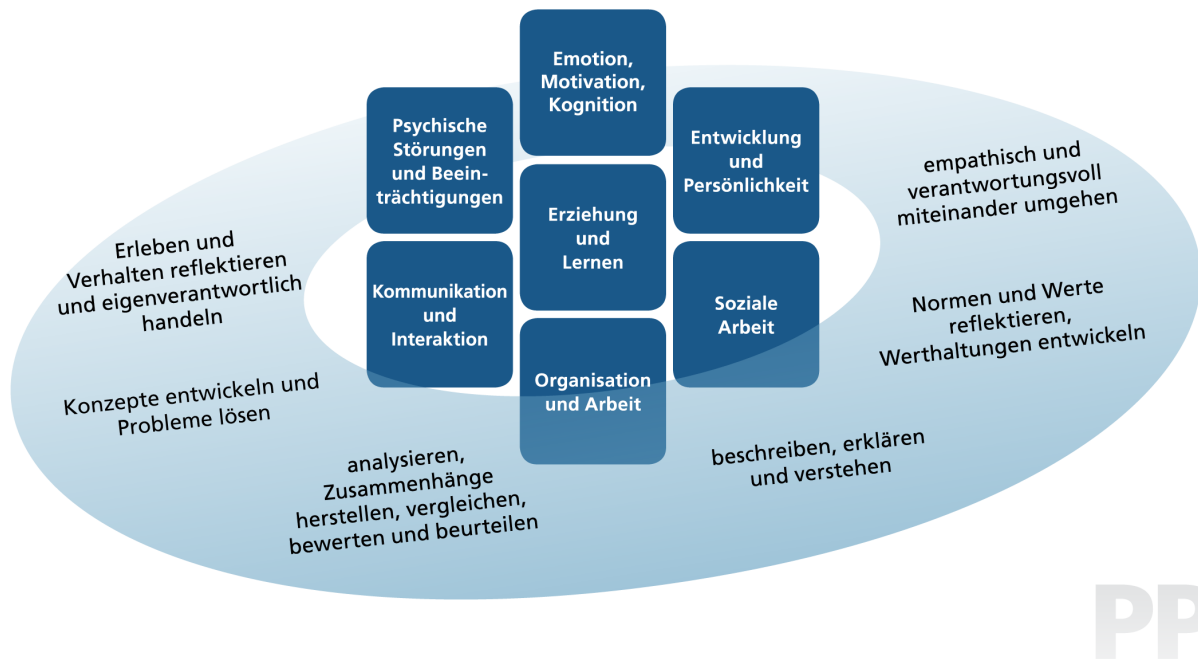 Emotion,
Motivation,
Kognition
Psychische
Störungen
und Beein-
trächtigungen
Entwicklung
und
Persönlichkeit
Erziehung
und
Lernen
Kommunikation
und
Interaktion
Soziale
Arbeit
Organisation
und Arbeit
empathisch und
verantwortungsvoll
miteinander umgehen
Erleben und
Verhalten reflektieren
und eigenverantwortlich
handeln
Normen und Werte
reflektieren,
Werthaltungen entwickeln
Konzepte entwickeln und
Probleme lösen
analysieren,
Zusammenhänge
herstellen, vergleichen,
bewerten und beurteilen
beschreiben, erklären
und verstehen
PP